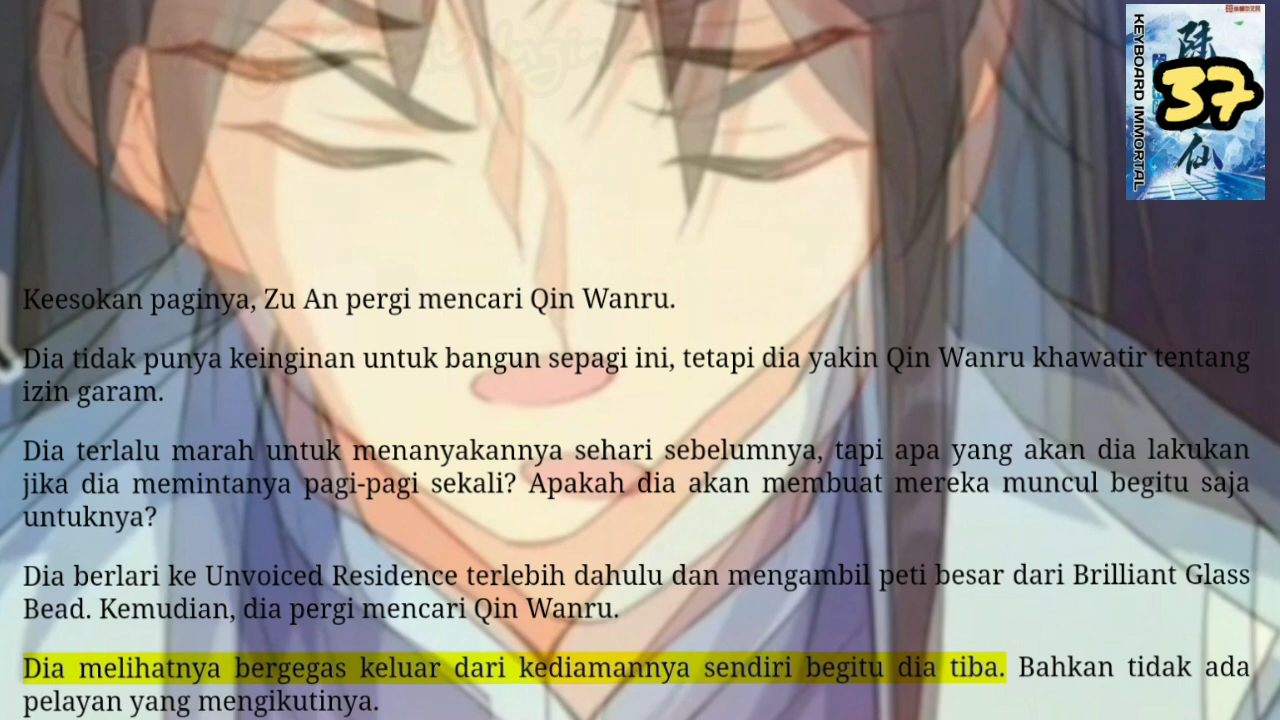 KEYBOARD IMMORTAL
陆
37
仙
Keesokan paginya, Zu An pergi mencari Qin Wanru.
Dia tidak punya keinginan untuk bangun sepagi ini, tetapi dia yakin Qin Wanru khawatir tentang
izin garam.
Dia terlalu marah untuk menanyakannya sehari sebelumnya, tapi apa yang akan dia lakukan
jika dia memintanya pagi-pagi sekali? Apakah dia akan membuat mereka muncul begitu saja
untuknya?
Dia berlari ke Unvoiced Residence terlebih dahulu dan mengambil peti besar dari Brilliant Glass
Bead. Kemudian, dia pergi mencari Qin Wanru.
Dia melihatnya bergegas keluar dari kediamannya sendiri begitu dia tiba. Bahkan tidak ada
pelayan yang mengikutinya.